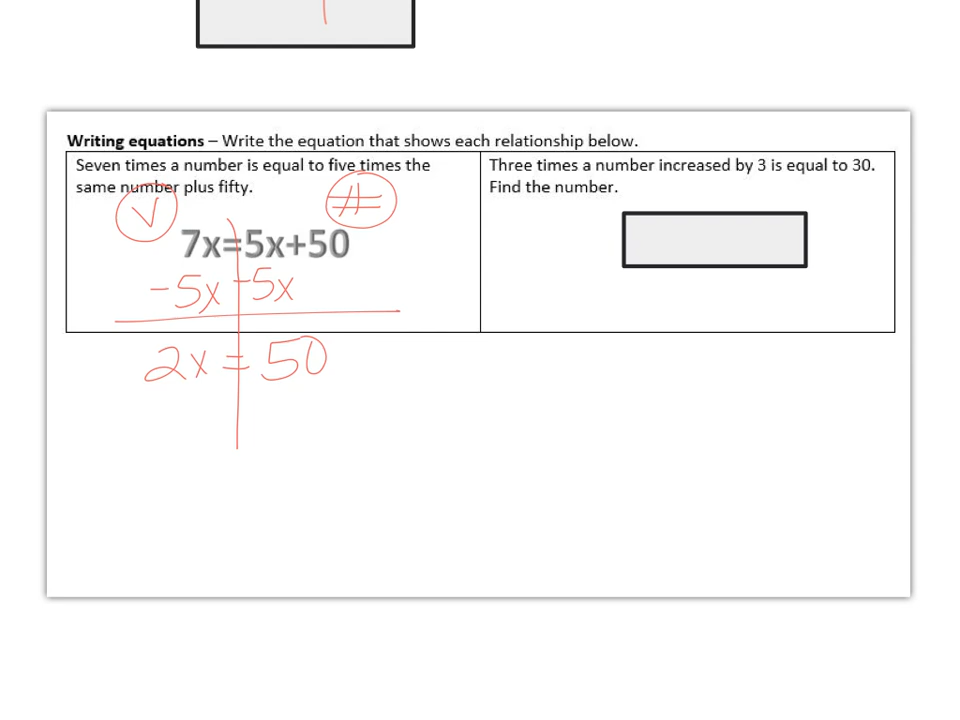 Writing equations – Write the equation that shows each relationship below.
Seven times a number is equal to five times the
same number plus fifty.
V
#
7x=5x+50
-5x -5x
2x = 50
Three times a number increased by 3 is equal to 30.
Find the number.